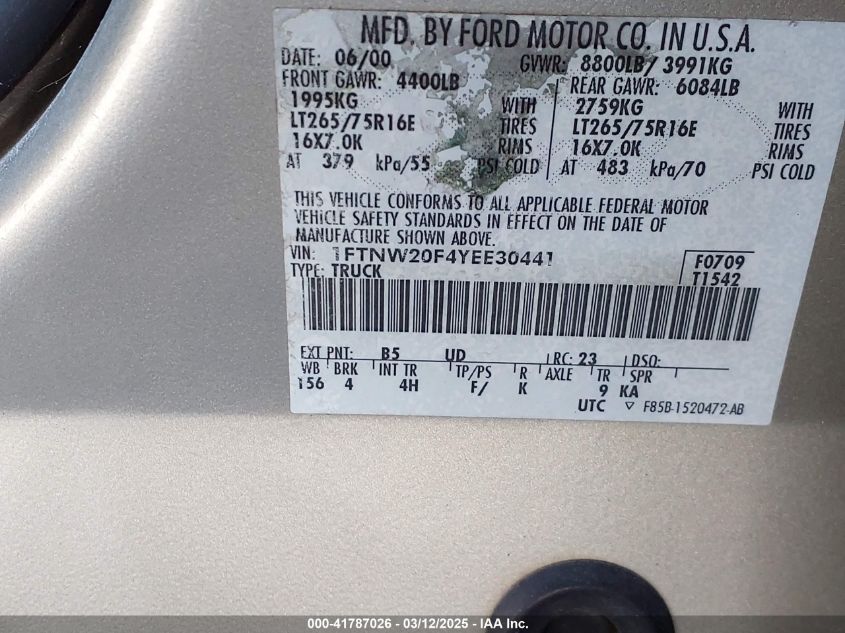 MFD. BY FORD MOTOR CO. IN U.S.A.
DATE: 06/00 GVWR: 8800LB/ 3991KG
FRONT GAWR: 4400LB REAR GAWR: 6084LB
1995KG WITH 2759KG WITH
LT265/75R16E TIRES LT265/75R16E TIRES
16X7.0K RIMS 16X7.0K RIMS
AT 379 kPa/55 PSI COLD AT 483 kPa/70 PSI COLD
THIS VEHICLE CONFORMS TO ALL APPLICABLE FEDERAL MOTOR
VEHICLE SAFETY STANDARDS IN EFFECT ON THE DATE OF
MANUFACTURE SHOWN ABOVE.
VIN: 1FTNW20F4YEE30441 F0709
TYPE: TRUCK T1542
EXT PNT: B5 UD RC: 23 DSO:
WB BRK INT TR TP/PS R AXLE TR SPR
156 4 4H F/ K 9 KA
UTC ▽ F85B-1520472-AB
000-41787026 - 03/12/2025 - IAA Inc.